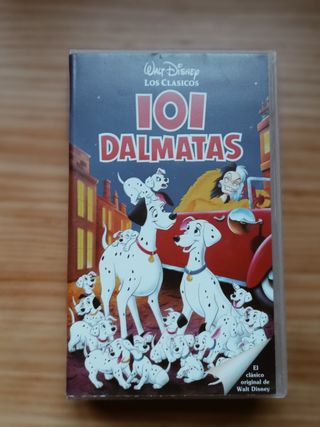 Walt Disney
LOS CLASICOS
101
DALMATAS
El
clásico
original de
Walt Disney